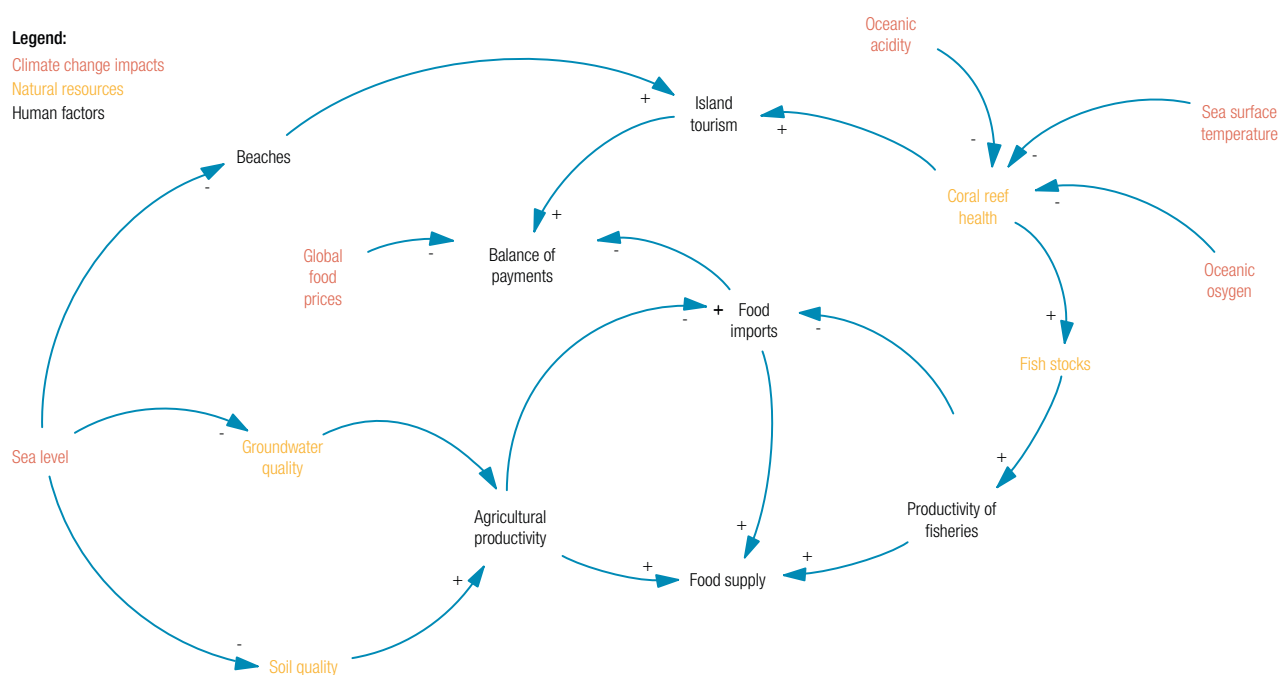 Legend:
Climate change impacts
Natural resources
Human factors
Oceanic
acidity
Sea surface
temperature
Island
tourism
+
+
-
-
Beaches
-
Coral reef
health
-
+
Global
food
prices
-
Balance of
payments
-
Oceanic
osygen
+ Food
imports
-
-
+
Fish stocks
Sea level
-
Groundwater
quality
+
Agricultural
productivity
Productivity of
fisheries
+
+
+
+
Food supply
-
Soil quality